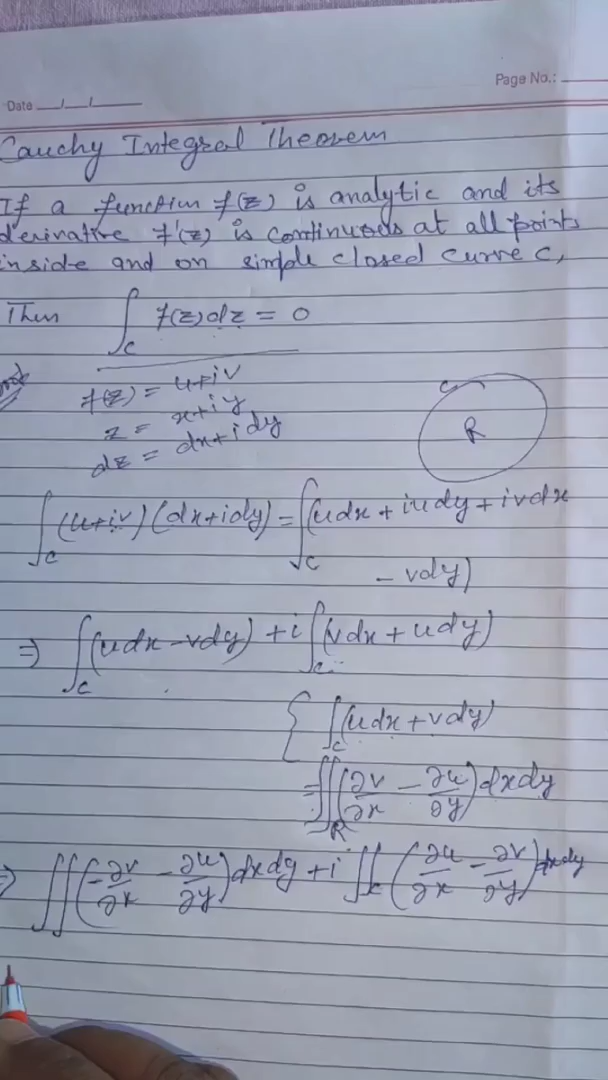 Page No.:
Date
Cauchy Integral Theorem
If a function f(z) is analytic and its
derivative f'(z) is continuous at all points
inside and on simple closed curve C,
Then ∫_C f(z)dz = 0
f(z) = u+iv
z = x+iy
dz = dx+idy
C
R
∫_C (u+iv)(dx+idy) = ∫_C (udx + iudy + ivdx
- vdy)
⇒ ∫_C (udx - vdy) + i ∫_C (vdx + udy)
{ ∫_C (udx + vdy)
= ∬_R (∂v/∂x - ∂u/∂y) dxdy
⇒ ∬ (-∂v/∂x - ∂u/∂y) dxdy + i ∬ (∂u/∂x - ∂v/∂y) dxdy